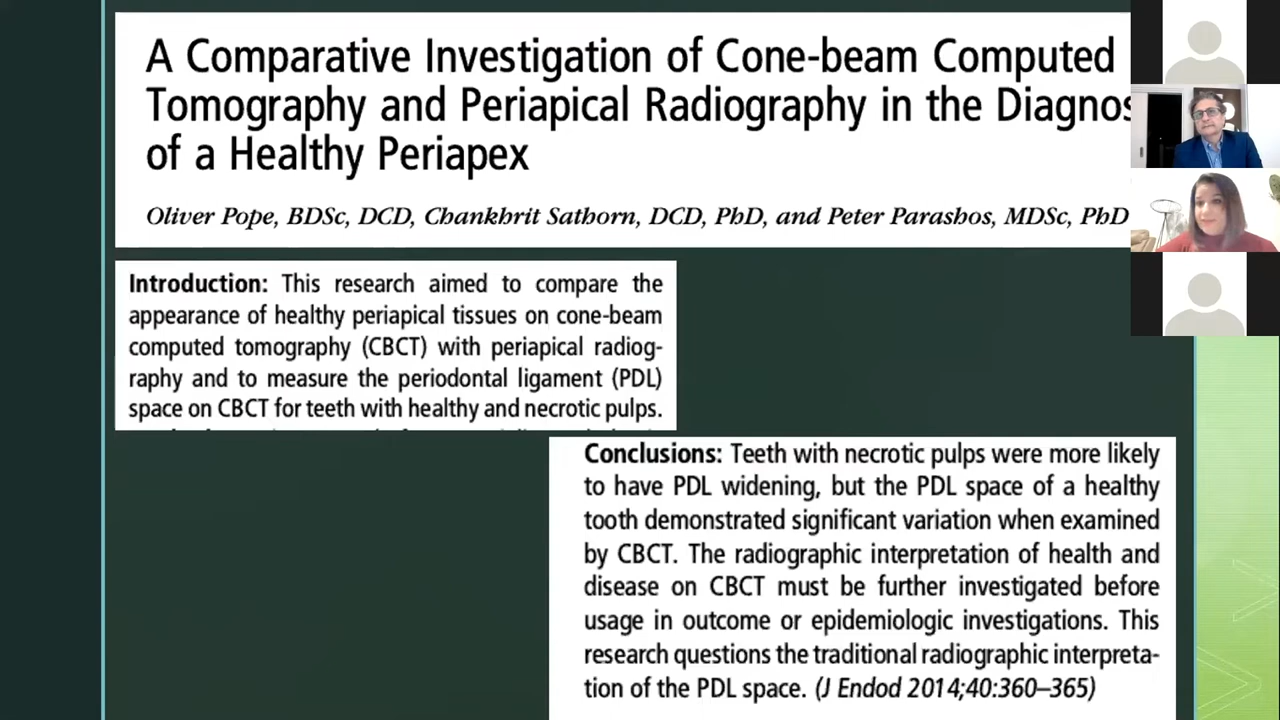 A Comparative Investigation of Cone-beam Computed
Tomography and Periapical Radiography in the Diagnos
of a Healthy Periapex
Oliver Pope, BDSc, DCD, Chankhrit Sathorn, DCD, PhD, and Peter Parashos, MDSc, PhD
Introduction: This research aimed to compare the
appearance of healthy periapical tissues on cone-beam
computed tomography (CBCT) with periapical radiog-
raphy and to measure the periodontal ligament (PDL)
space on CBCT for teeth with healthy and necrotic pulps.
Conclusions: Teeth with necrotic pulps were more likely
to have PDL widening, but the PDL space of a healthy
tooth demonstrated significant variation when examined
by CBCT. The radiographic interpretation of health and
disease on CBCT must be further investigated before
usage in outcome or epidemiologic investigations. This
research questions the traditional radiographic interpreta-
tion of the PDL space. (J Endod 2014;40:360–365)